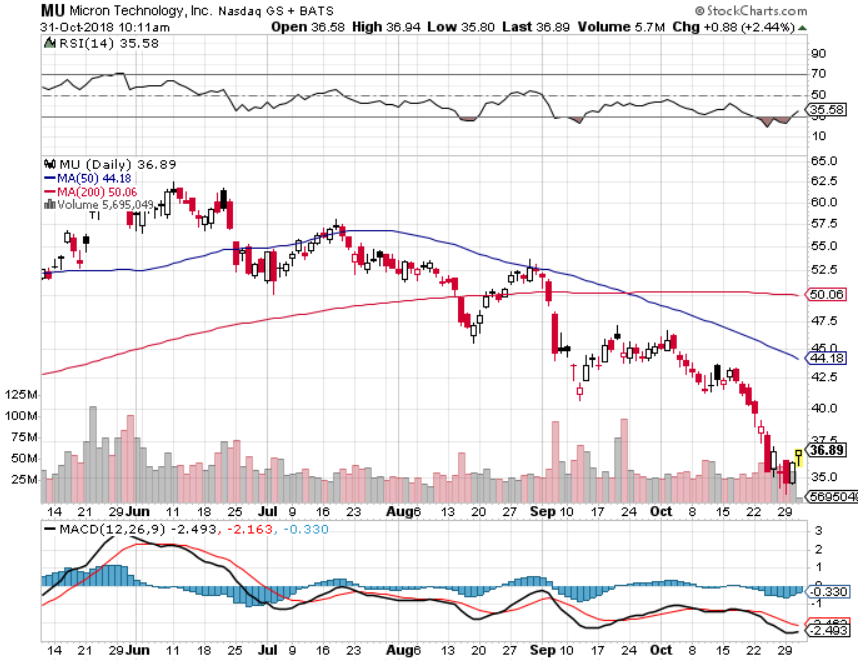 MU Micron Technology, Inc. Nasdaq GS + BATS @StockCharts.com
31-Oct-2018 10:11am Open 36.58 High 36.94 Low 35.80 Last 36.89 Volume 5.7M Chg +0.88 (+2.44%)
RSI(14) 35.58
90
70
50
35.58
30
10
MU (Daily) 36.89
MA(50) 44.18
MA(200) 50.06
Volume 5,695,049
65.0
62.5
60.0
57.5
55.0
52.5
50.06
47.5
45.0
44.18
42.5
40.0
37.5
36.89
35.0
5695049
125M
100M
75M
50M
25M
14 21 29 Jun 11 18 25 Jul 9 16 23 Aug 6 13 20 27 Sep 10 17 24 Oct 8 15 22 29
MACD(12,26,9) -2.493, -2.163, -0.330
3
2
1
0
-0.330
-1
-2.163
-2.493
14 21 29 Jun 11 18 25 Jul 9 16 23 Aug 6 13 20 27 Sep 10 17 24 Oct 8 15 22 29